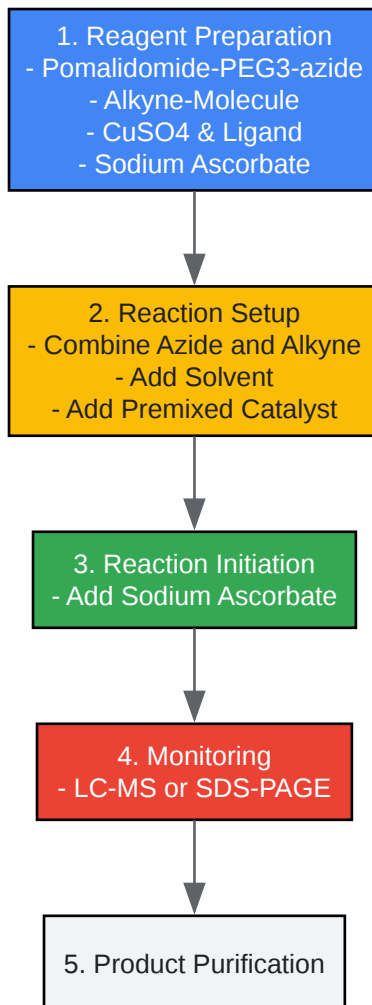 1. Reagent Preparation
- Pomalidomide-PEG3-azide
- Alkyne-Molecule
- CuSO4 & Ligand
- Sodium Ascorbate
2. Reaction Setup
- Combine Azide and Alkyne
- Add Solvent
- Add Premixed Catalyst
3. Reaction Initiation
- Add Sodium Ascorbate
4. Monitoring
- LC-MS or SDS-PAGE
5. Product Purification